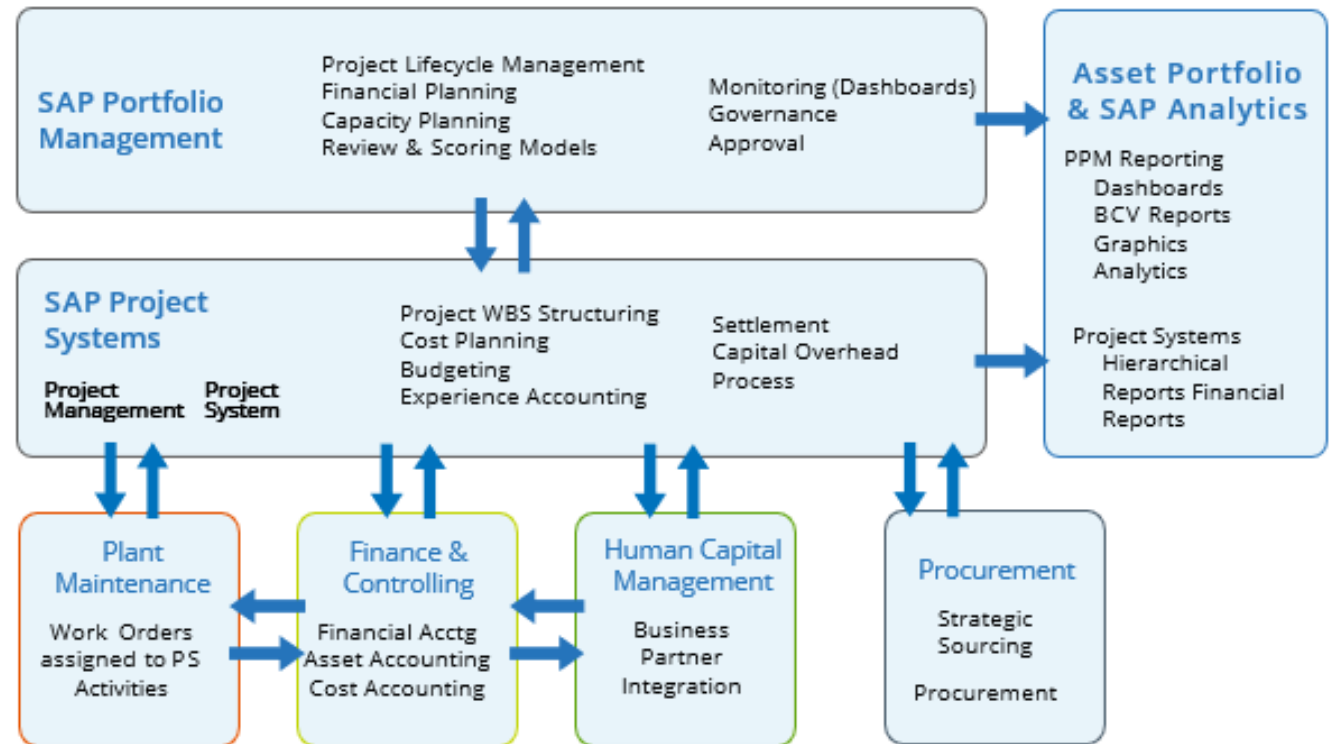 SAP Portfolio
Management
Project Lifecycle Management
Financial Planning
Capacity Planning
Review & Scoring Models
Monitoring (Dashboards)
Governance
Approval
Asset Portfolio
& SAP Analytics
PPM Reporting
Dashboards
BCV Reports
Graphics
Analytics
Project Systems
Hierarchical
Reports Financial
Reports
SAP Project
Systems
Project
Management
Project
System
Project WBS Structuring
Cost Planning
Budgeting
Experience Accounting
Settlement
Capital Overhead
Process
Plant
Maintenance
Work Orders
assigned to PS
Activities
Finance &
Controlling
Financial Acctg
Asset Accounting
Cost Accounting
Human Capital
Management
Business
Partner
Integration
Procurement
Strategic
Sourcing
Procurement